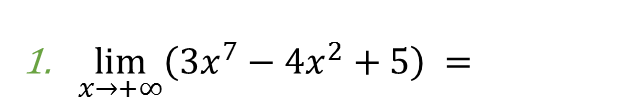 1. lim x→+∞ (3x⁷ − 4x² + 5) =